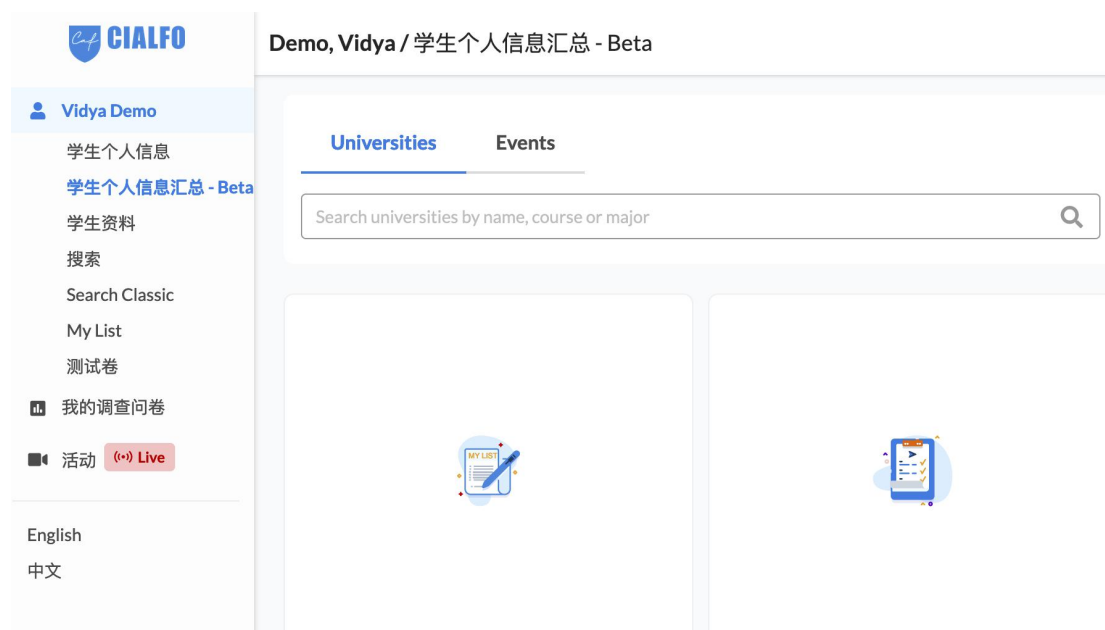 Caf CIALFO
Demo, Vidya / 学生个人信息汇总 - Beta
Vidya Demo
学生个人信息
学生个人信息汇总 - Beta
学生资料
搜索
Search Classic
My List
测试卷
我的调查问卷
活动 Live
English
中文
Universities Events
Search universities by name, course or major
MY LIST